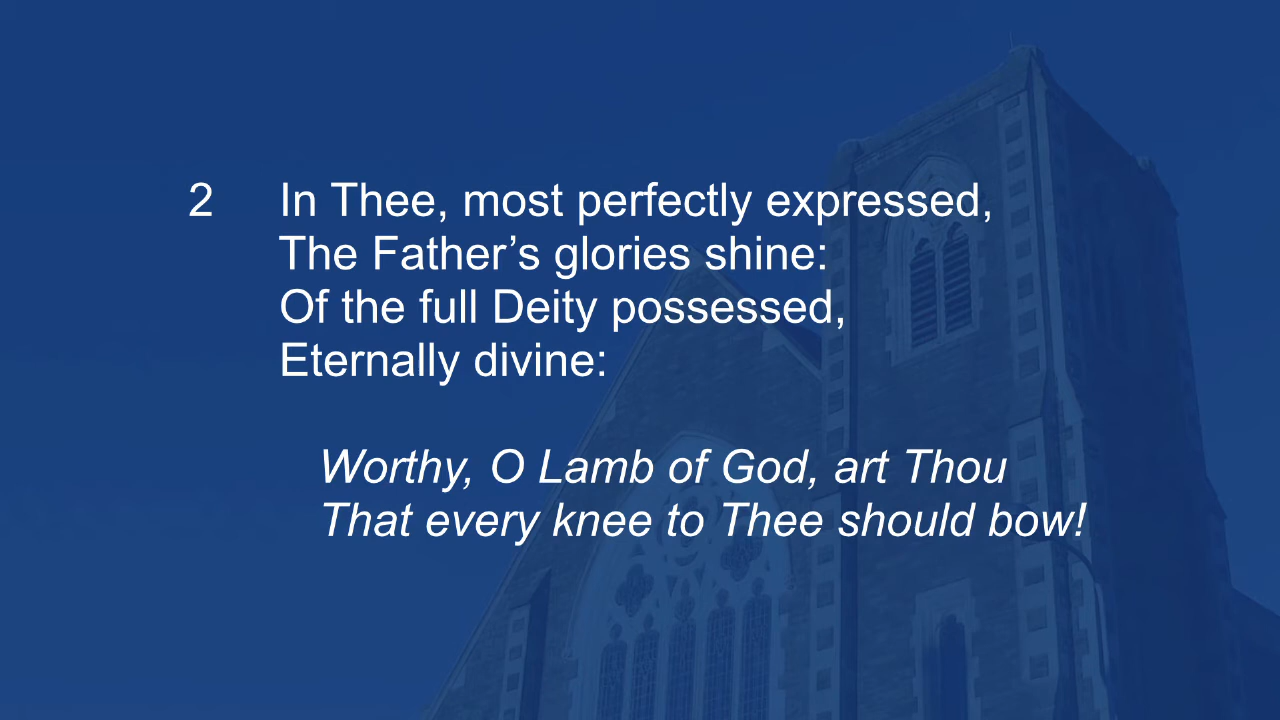 2 In Thee, most perfectly expressed,
The Father’s glories shine:
Of the full Deity possessed,
Eternally divine:
Worthy, O Lamb of God, art Thou
That every knee to Thee should bow!